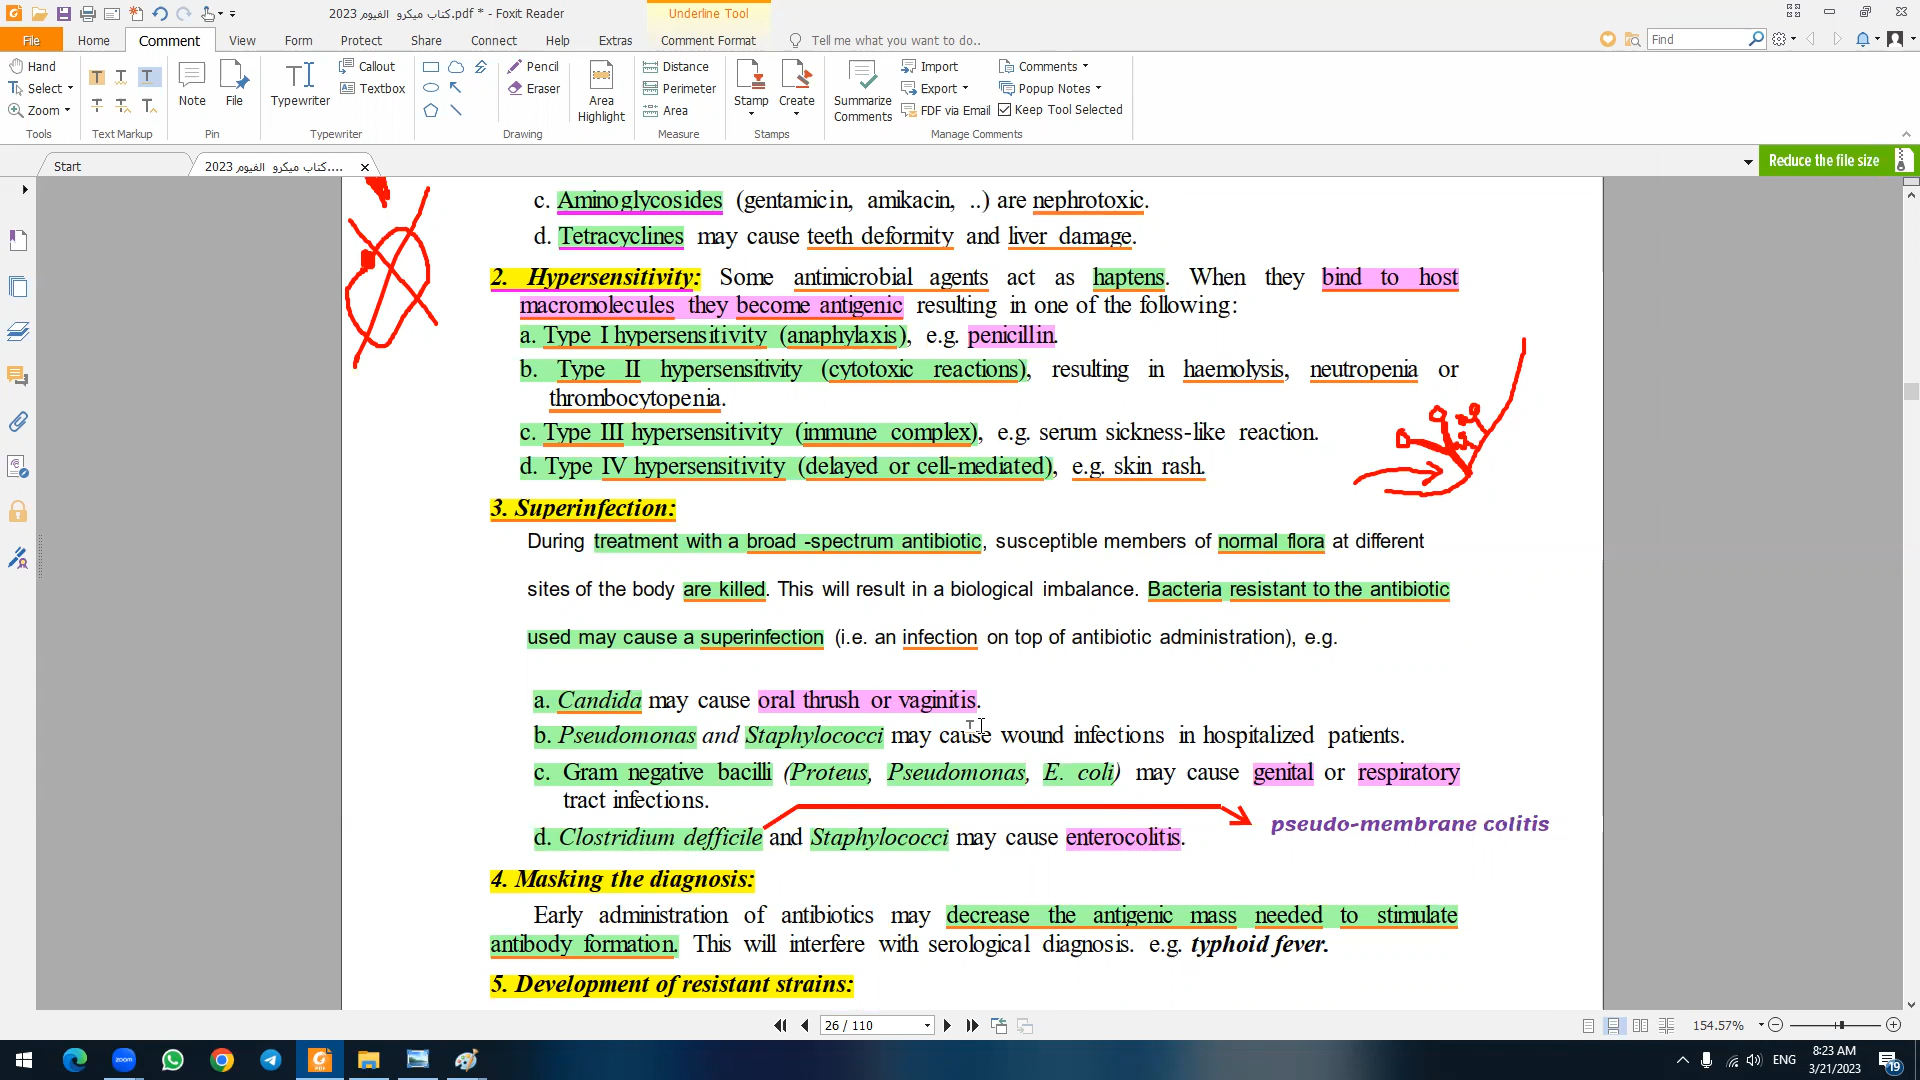 كتاب ميكرو الفيوم 2023.pdf * - Foxit Reader
Underline Tool
File
Home
Comment
View
Form
Protect
Share
Connect
Help
Extras
Comment Format
Tell me what you want to do..
Find
Hand
Select
Zoom
Tools
Text Markup
Note
File
Pin
Typewriter
Callout
Textbox
Typewriter
Pencil
Eraser
Area Highlight
Drawing
Distance
Perimeter
Area
Measure
Stamp
Create
Stamps
Summarize Comments
Import
Export
FDF via Email
Comments
Popup Notes
Keep Tool Selected
Manage Comments
Start
كتاب ميكرو الفيوم 2023....
Reduce the file size
c. Aminoglycosides (gentamicin, amikacin, ..) are nephrotoxic.
d. Tetracyclines may cause teeth deformity and liver damage.
2. Hypersensitivity: Some antimicrobial agents act as haptens. When they bind to host
macromolecules they become antigenic resulting in one of the following:
a. Type I hypersensitivity (anaphylaxis), e.g. penicillin.
b. Type II hypersensitivity (cytotoxic reactions), resulting in haemolysis, neutropenia or
thrombocytopenia.
c. Type III hypersensitivity (immune complex), e.g. serum sickness-like reaction.
d. Type IV hypersensitivity (delayed or cell-mediated), e.g. skin rash.
3. Superinfection:
During treatment with a broad -spectrum antibiotic, susceptible members of normal flora at different
sites of the body are killed. This will result in a biological imbalance. Bacteria resistant to the antibiotic
used may cause a superinfection (i.e. an infection on top of antibiotic administration), e.g.
a. Candida may cause oral thrush or vaginitis.
b. Pseudomonas and Staphylococci may cause wound infections in hospitalized patients.
c. Gram negative bacilli (Proteus, Pseudomonas, E. coli) may cause genital or respiratory
tract infections.
pseudo-membrane colitis
d. Clostridium defficile and Staphylococci may cause enterocolitis.
4. Masking the diagnosis:
Early administration of antibiotics may decrease the antigenic mass needed to stimulate
antibody formation. This will interfere with serological diagnosis. e.g. typhoid fever.
5. Development of resistant strains:
26 / 110
154.57%
zoom
ENG
8:23 AM
3/21/2023
19